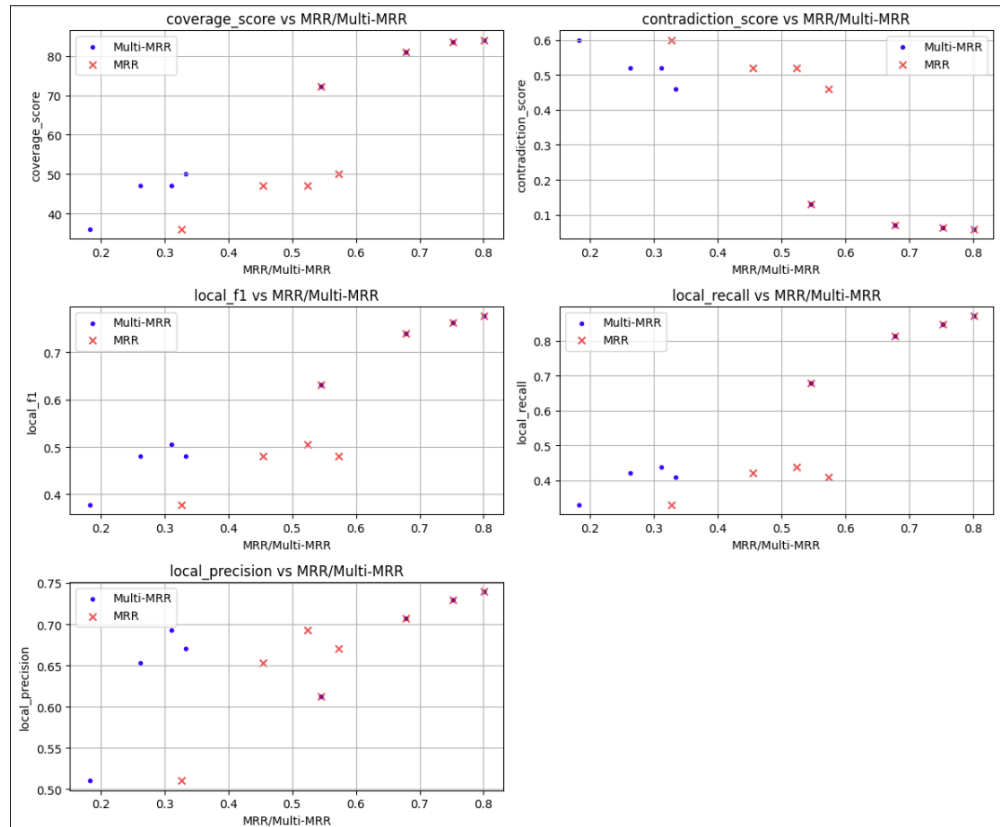 coverage_score vs MRR/Multi-MRR
Multi-MRR
MRR
80
70
60
50
40
coverage_score
0.2 0.3 0.4 0.5 0.6 0.7 0.8
MRR/Multi-MRR
contradiction_score vs MRR/Multi-MRR
Multi-MRR
MRR
0.6
0.5
0.4
0.3
0.2
0.1
contradiction_score
0.2 0.3 0.4 0.5 0.6 0.7 0.8
MRR/Multi-MRR
local_f1 vs MRR/Multi-MRR
Multi-MRR
MRR
0.7
0.6
0.5
0.4
local_f1
0.2 0.3 0.4 0.5 0.6 0.7 0.8
MRR/Multi-MRR
local_recall vs MRR/Multi-MRR
Multi-MRR
MRR
0.8
0.7
0.6
0.5
0.4
local_recall
0.2 0.3 0.4 0.5 0.6 0.7 0.8
MRR/Multi-MRR
local_precision vs MRR/Multi-MRR
Multi-MRR
MRR
0.75
0.70
0.65
0.60
0.55
0.50
local_precision
0.2 0.3 0.4 0.5 0.6 0.7 0.8
MRR/Multi-MRR